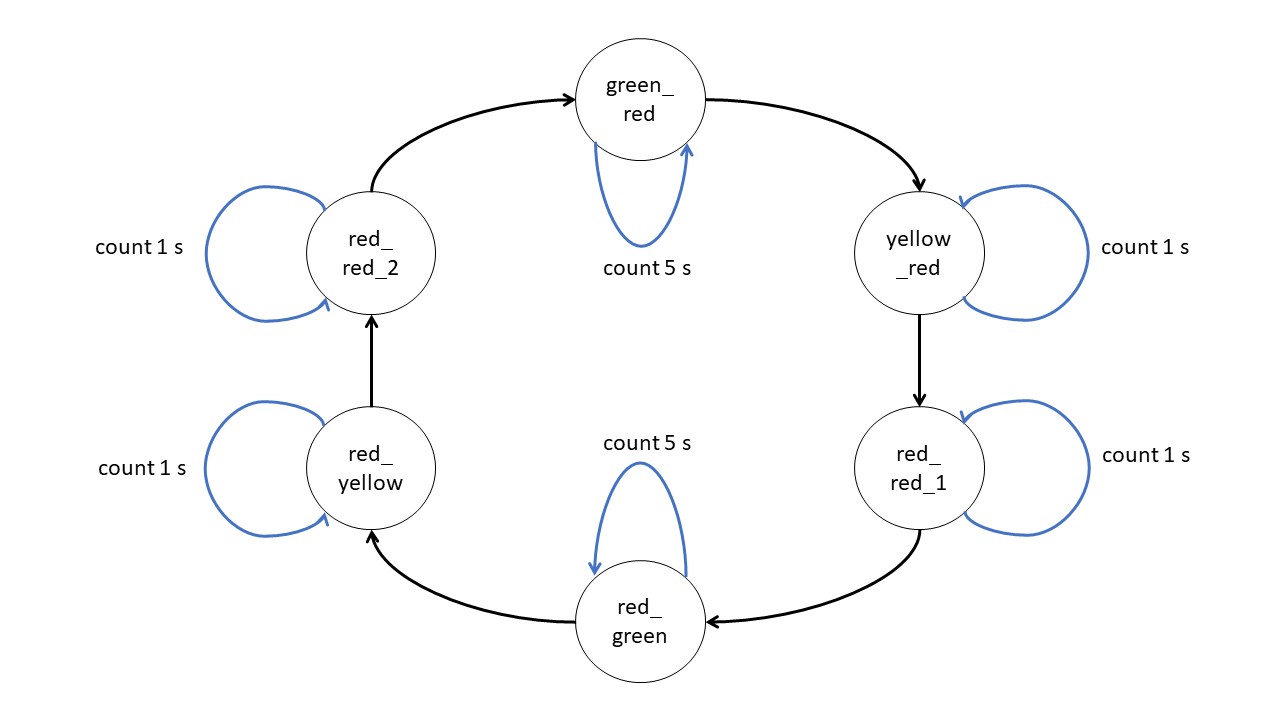 green_
red
count 5 s
red_
red_2
count 1 s
yellow
_red
count 1 s
red_
yellow
count 1 s
red_
red_1
count 1 s
count 5 s
red_
green